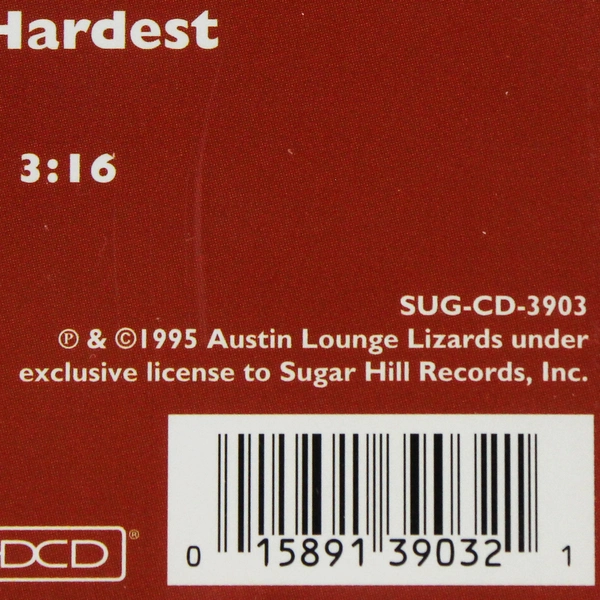 Hardest
3:16
SUG-CD-3903
℗ & ©1995 Austin Lounge Lizards under
exclusive license to Sugar Hill Records, Inc.
DCD®
0 15891 39032 1